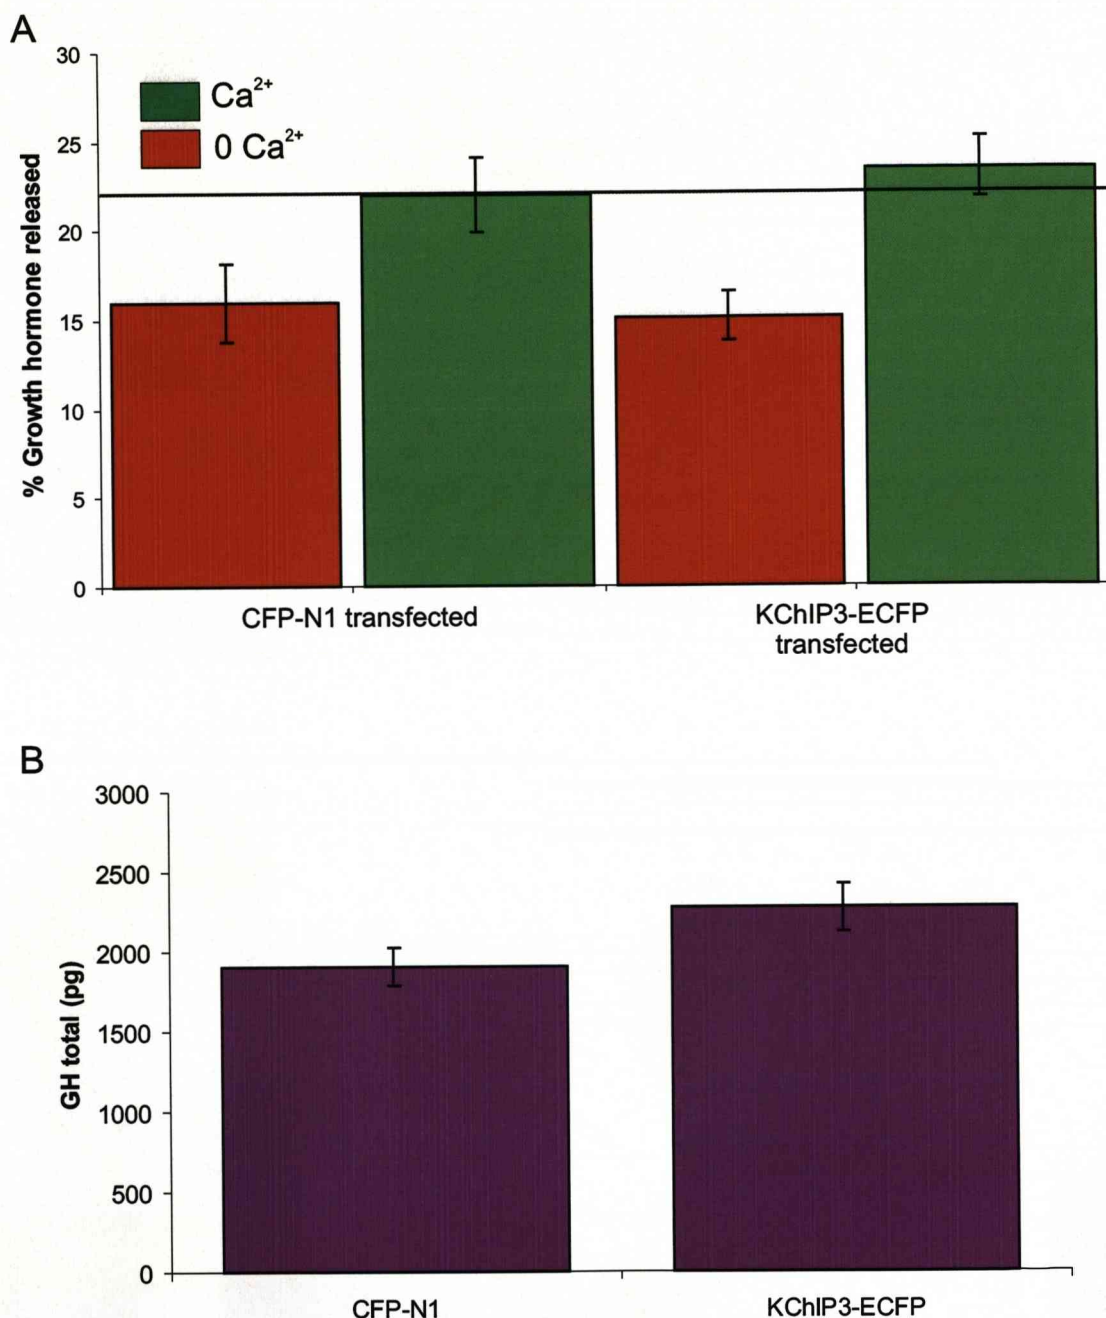 A
30
25
20
15
10
5
0
% Growth hormone released
Ca²⁺
0 Ca²⁺
CFP-N1 transfected
KChIP3-ECFP
transfected
B
3000
2500
2000
1500
1000
500
0
GH total (pg)
CFP-N1
KChIP3-ECFP